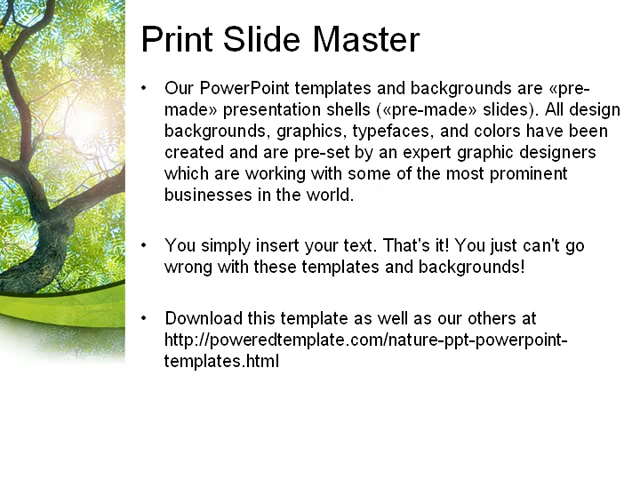 Print Slide Master
• Our PowerPoint templates and backgrounds are «pre-
made» presentation shells («pre-made» slides). All design
backgrounds, graphics, typefaces, and colors have been
created and are pre-set by an expert graphic designers
which are working with some of the most prominent
businesses in the world.
• You simply insert your text. That's it! You just can't go
wrong with these templates and backgrounds!
• Download this template as well as our others at
http://poweredtemplate.com/nature-ppt-powerpoint-
templates.html